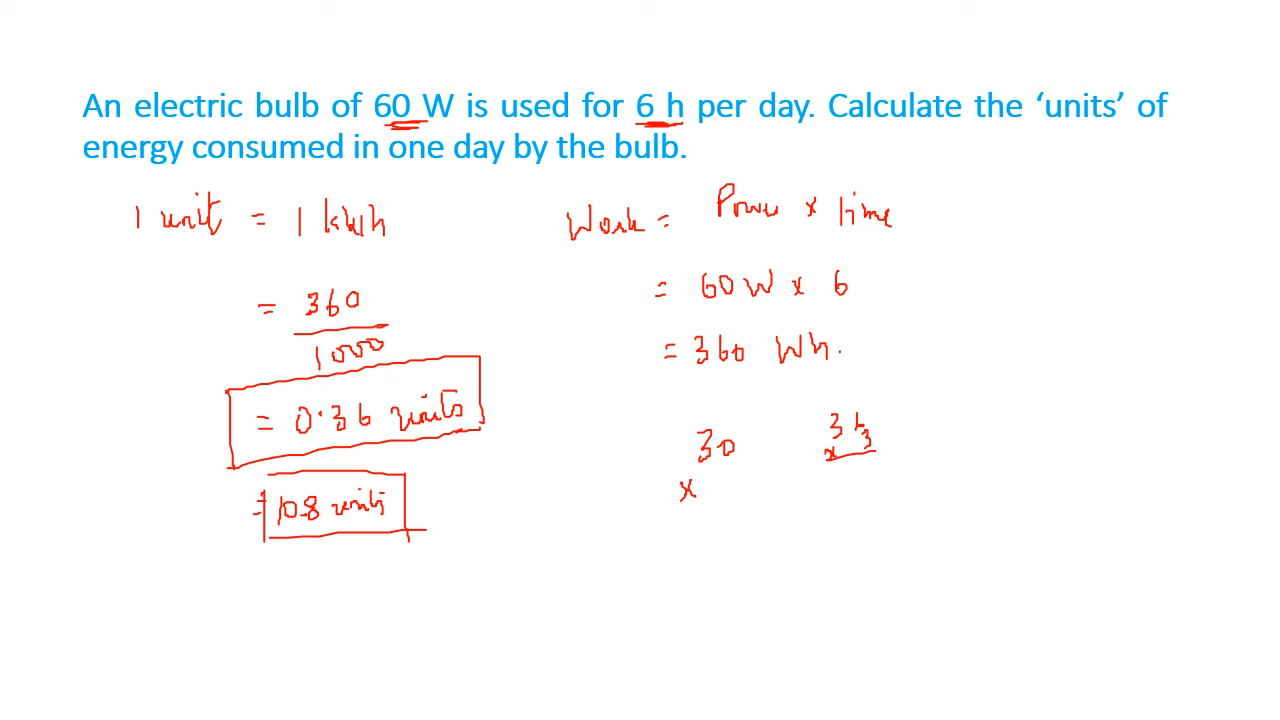 An electric bulb of 60 W is used for 6 h per day. Calculate the ‘units’ of
energy consumed in one day by the bulb.
1 unit = 1 kWh
= 360
1000
= 0.36 units
= 10.8 units
Work = Power × time
= 60 W × 6
= 360 Wh.
30
×
36
× 3